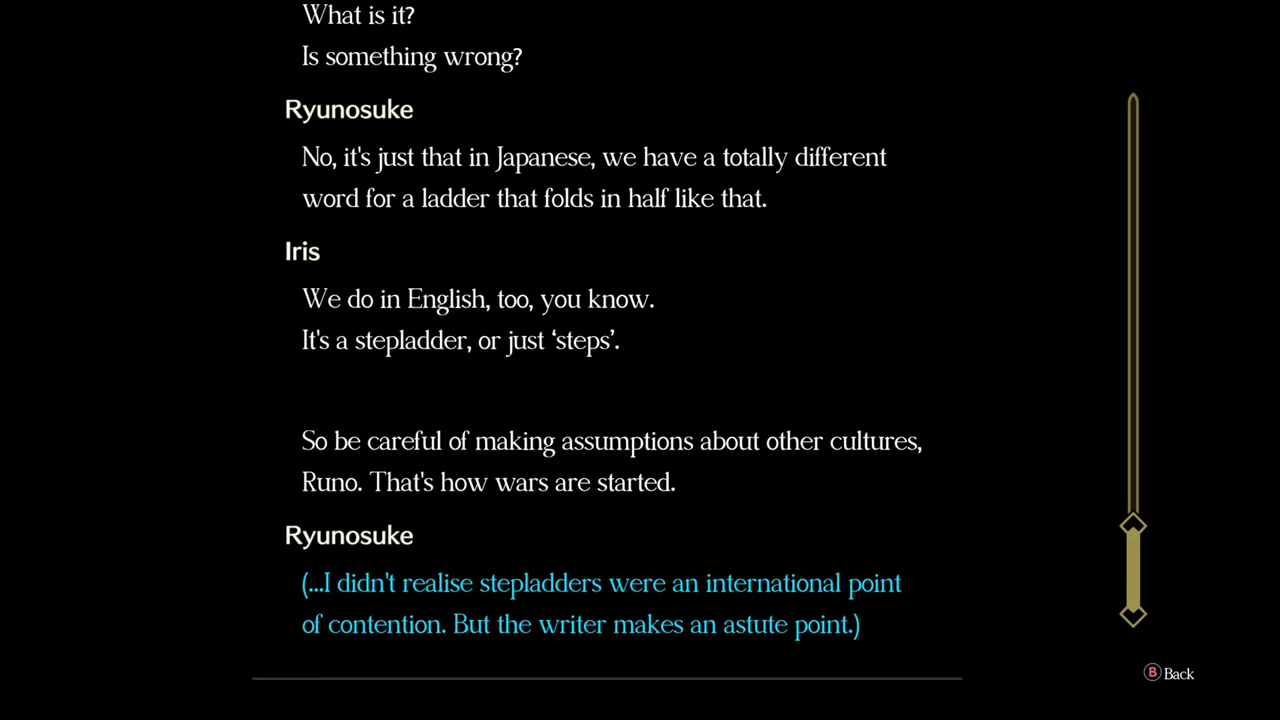 What is it?
Is something wrong?
Ryunosuke
No, it's just that in Japanese, we have a totally different
word for a ladder that folds in half like that.
Iris
We do in English, too, you know.
It's a stepladder, or just ‘steps’.
So be careful of making assumptions about other cultures,
Runo. That's how wars are started.
Ryunosuke
(...I didn't realise stepladders were an international point
of contention. But the writer makes an astute point.)
B Back